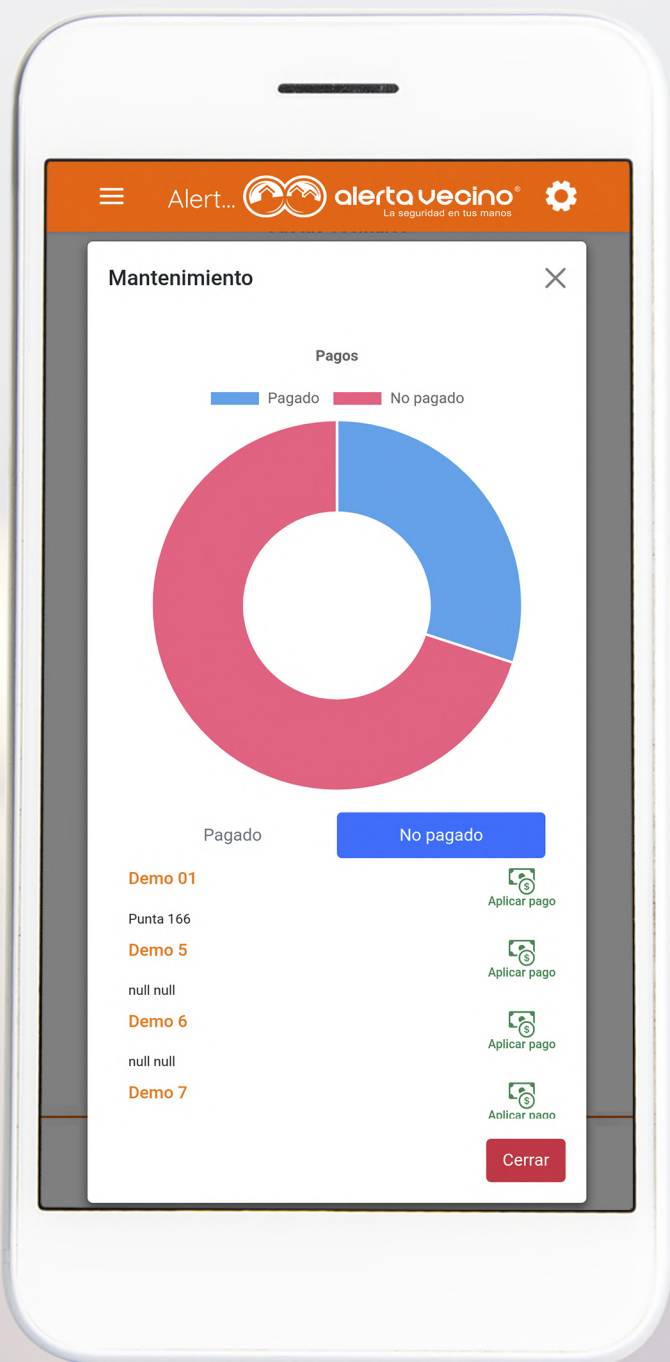 Alert...
alerta vecino®
La seguridad en tus manos
Mantenimiento
Pagos
Pagado No pagado
Pagado No pagado
Demo 01
Aplicar pago
Punta 166
Demo 5
Aplicar pago
null null
Demo 6
Aplicar pago
null null
Demo 7
Aplicar pago
Cerrar